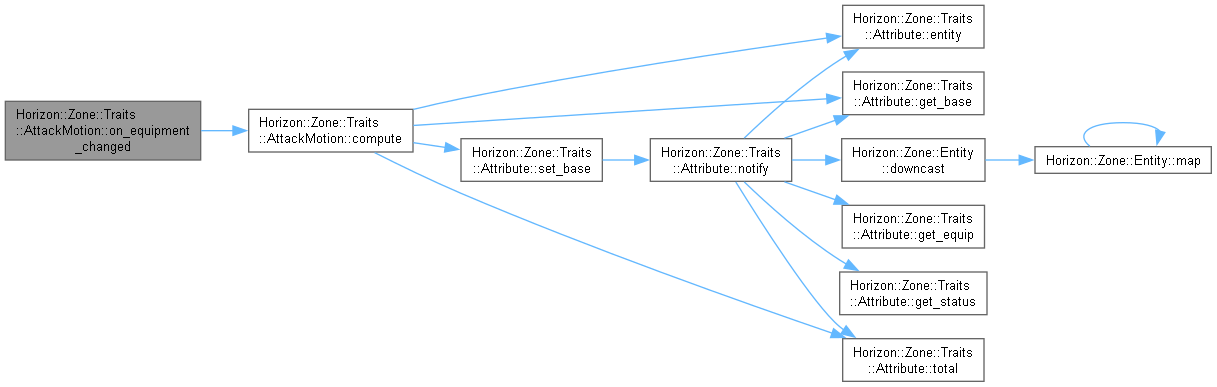 Horizon::Zone::Traits
::AttackMotion::on_equipment
_changed
Horizon::Zone::Traits
::AttackMotion::compute
Horizon::Zone::Traits
::Attribute::entity
Horizon::Zone::Traits
::Attribute::get_base
Horizon::Zone::Traits
::Attribute::set_base
Horizon::Zone::Traits
::Attribute::notify
Horizon::Zone::Entity
::downcast
Horizon::Zone::Entity::map
Horizon::Zone::Traits
::Attribute::get_equip
Horizon::Zone::Traits
::Attribute::get_status
Horizon::Zone::Traits
::Attribute::total